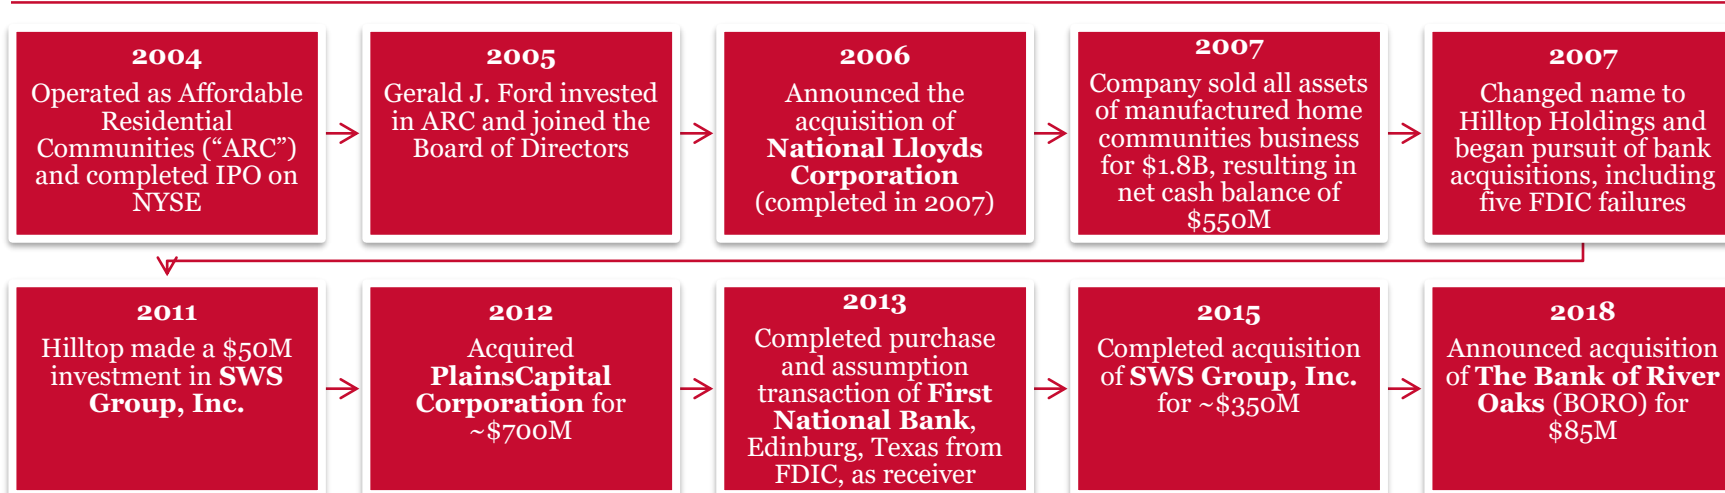 2004
Operated as Affordable
Residential
Communities (“ARC”)
and completed IPO on
NYSE
2005
Gerald J. Ford invested
in ARC and joined the
Board of Directors
2006
Announced the
acquisition of
National Lloyds
Corporation
(completed in 2007)
2007
Company sold all assets
of manufactured home
communities business
for $1.8B, resulting in
net cash balance of
$550M
2007
Changed name to
Hilltop Holdings and
began pursuit of bank
acquisitions, including
five FDIC failures
2011
Hilltop made a $50M
investment in SWS
Group, Inc.
2012
Acquired
PlainsCapital
Corporation for
~$700M
2013
Completed purchase
and assumption
transaction of First
National Bank,
Edinburg, Texas from
FDIC, as receiver
2015
Completed acquisition
of SWS Group, Inc.
for ~$350M
2018
Announced acquisition
of The Bank of River
Oaks (BORO) for
$85M